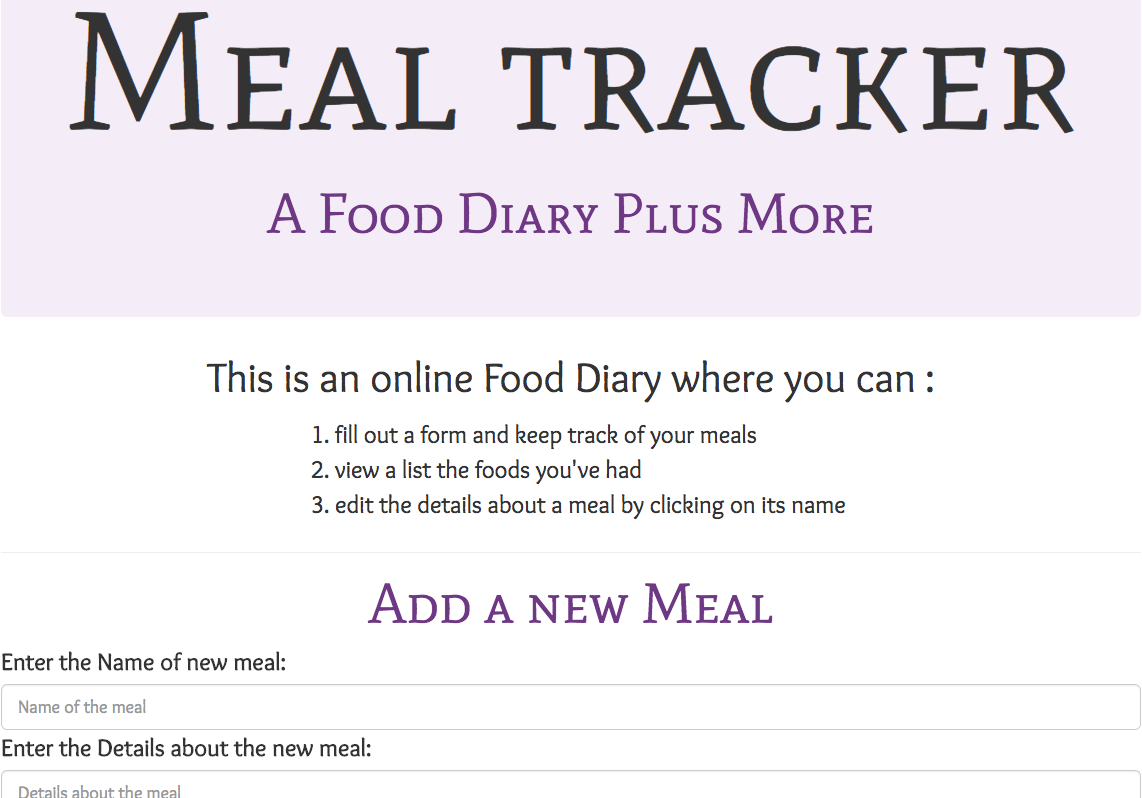 Meal tracker
A Food Diary Plus More
This is an online Food Diary where you can :
1. fill out a form and keep track of your meals
2. view a list the foods you've had
3. edit the details about a meal by clicking on its name
Add a new Meal
Enter the Name of new meal:
Name of the meal
Enter the Details about the new meal:
Details about the meal